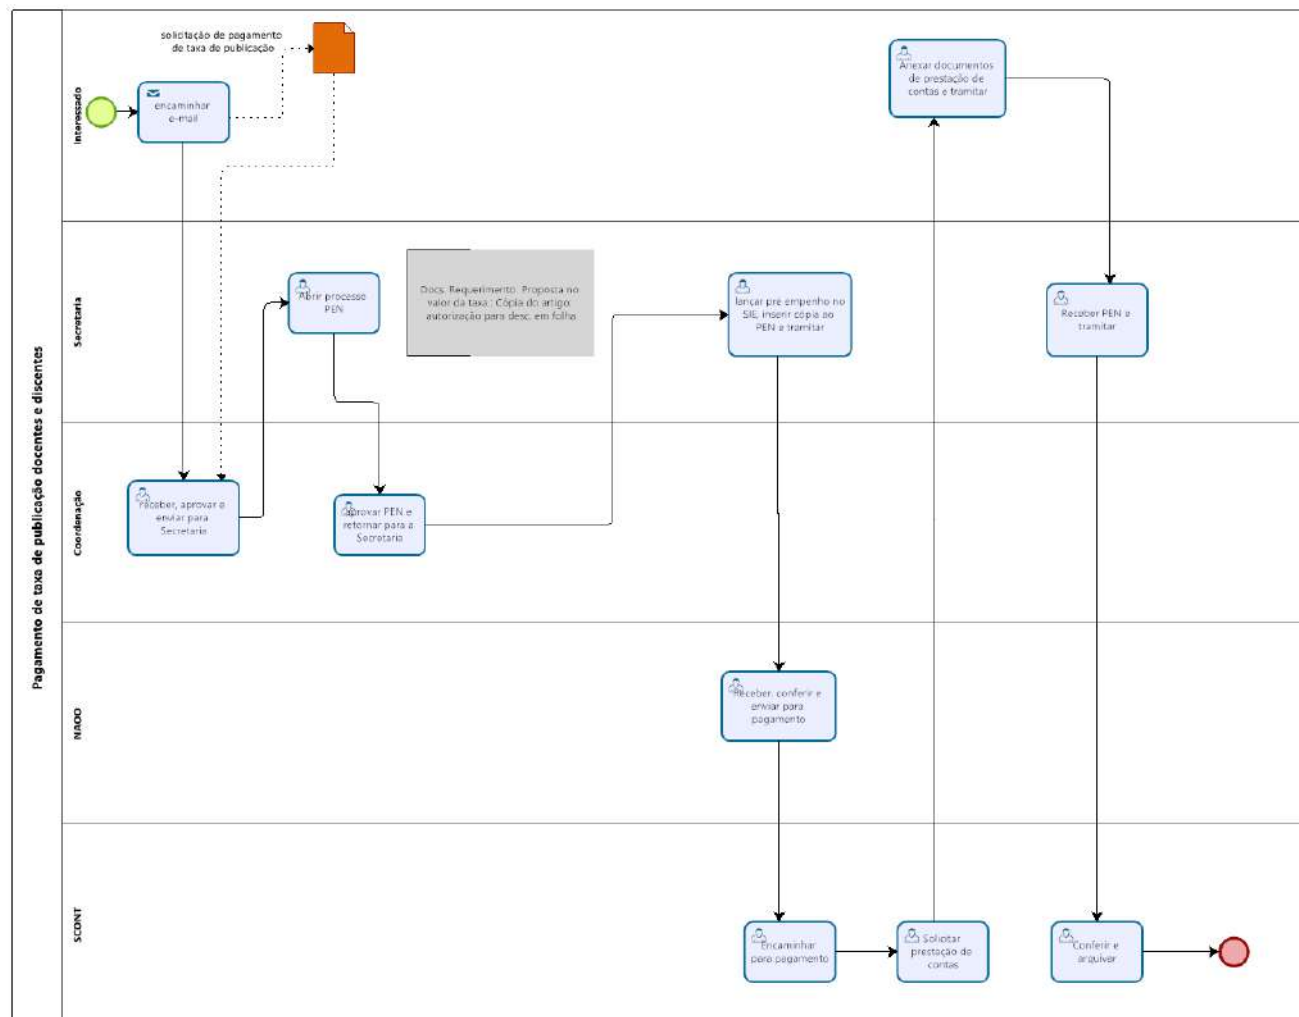 Pagamento de taxa de publicação docentes e discentes
Interessado
solicitação de pagamento
de taxa de publicação
encaminhar
e-mail
Anexar documentos
de prestação de
contas e tramitar
Secretaria
Abrir processo
PEN
Docs. Requerimento. Proposta no
valor da taxa.: Cópia do artigo:
autorização para desc. em folha
lançar pre empenho no
SIE, inserir cópia ao
PEN e tramitar
Receber PEN e
tramitar
Coordenação
receber, aprovar e
enviar para
Secretaria
aprovar PEN e
retornar para a
Secretaria
NAOO
Receber, conferir e
enviar para
pagamento
SCONT
Encaminhar
para pagamento
Solicitar
prestação de
contas
Conferir e
arquivar